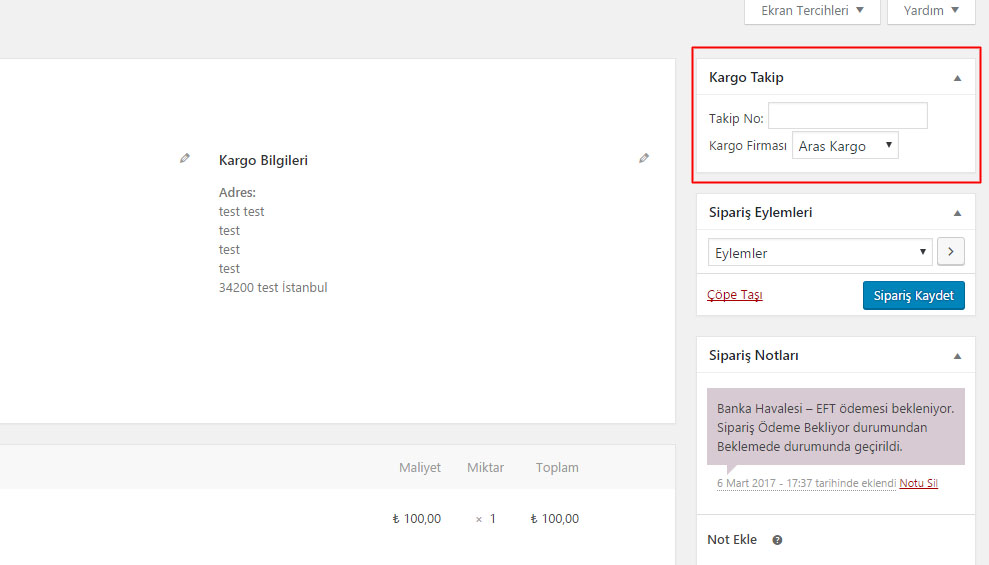 Ekran Tercihleri ▼
Yardım ▼
Kargo Takip
Takip No:
Kargo Firması Aras Kargo
Kargo Bilgileri
Adres:
test test
test
test
test
34200 test İstanbul
Sipariş Eylemleri
Eylemler
Çöpe Taşı
Sipariş Kaydet
Sipariş Notları
Banka Havalesi – EFT ödemesi bekleniyor.
Sipariş Ödeme Bekliyor durumundan
Beklemede durumunda geçirildi.
6 Mart 2017 - 17:37 tarihinde eklendi Notu Sil
Not Ekle ?
Maliyet Miktar Toplam
₺ 100,00 × 1 ₺ 100,00